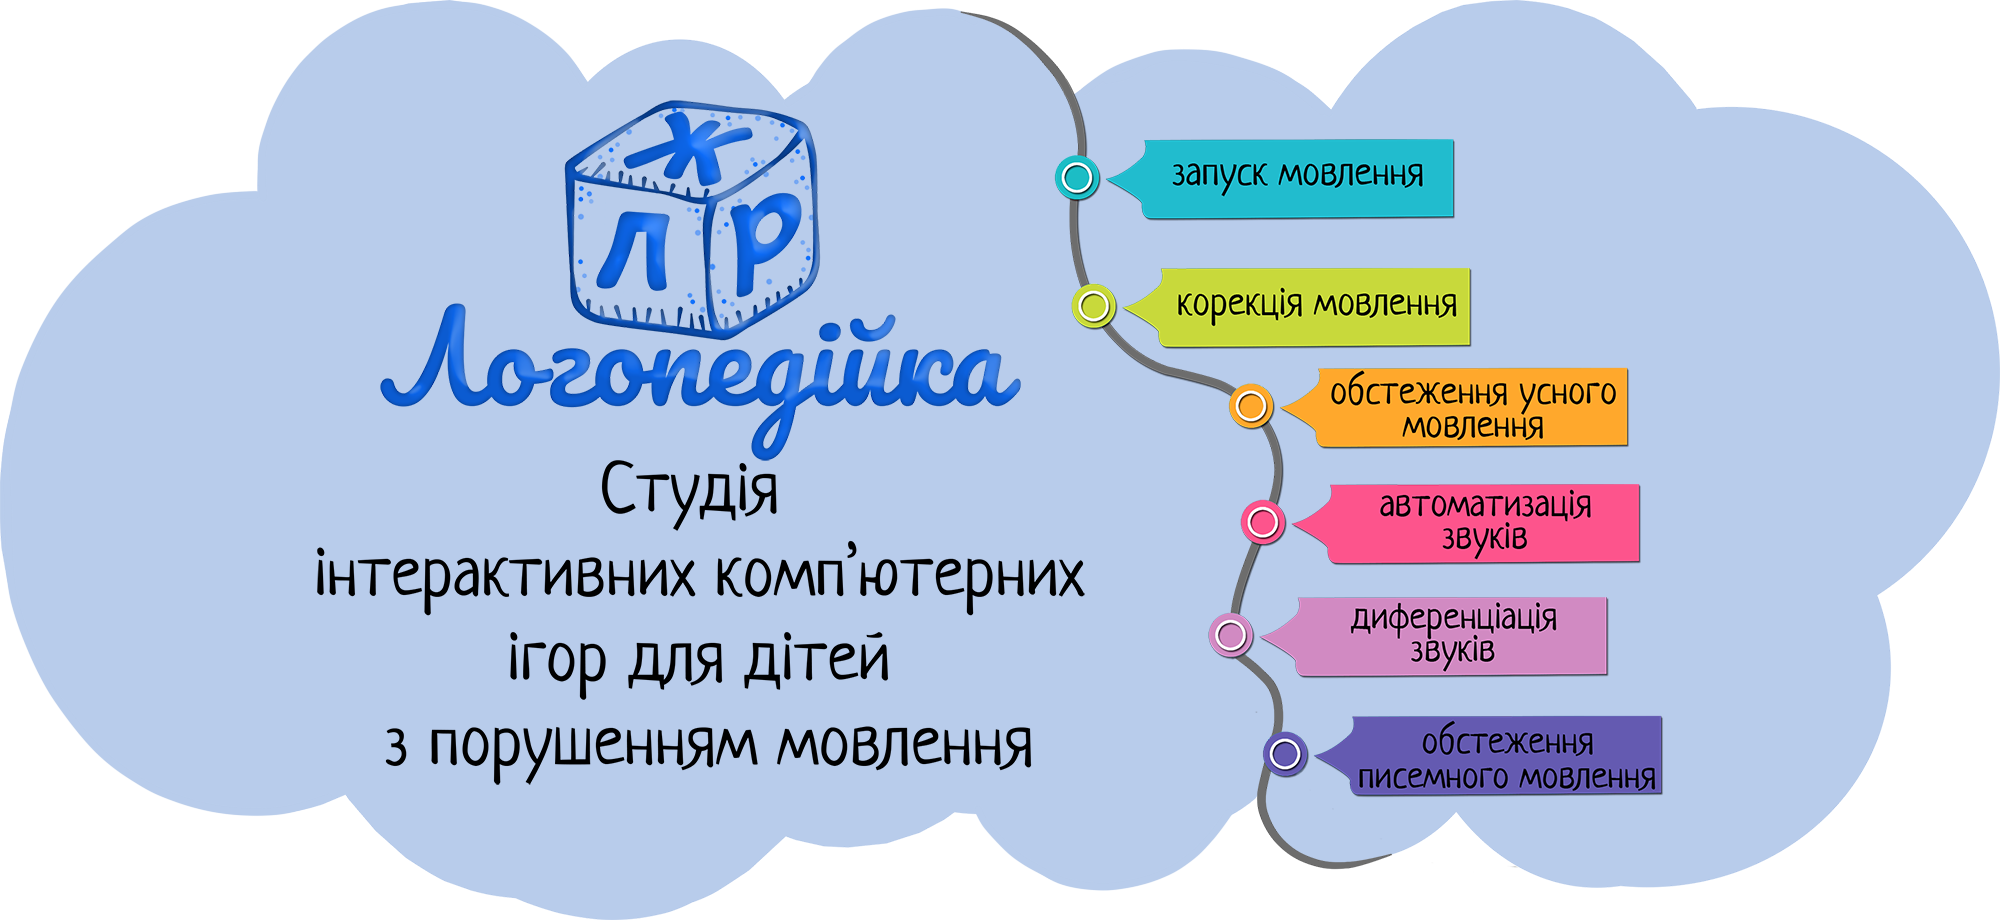 Ж
Л Р
Логопедійка
Студія
інтерактивних комп’ютерних
ігор для дітей
з порушенням мовлення
запуск мовлення
корекція мовлення
обстеження усного
мовлення
автоматизація
звуків
диференціація
звуків
обстеження
писемного мовлення